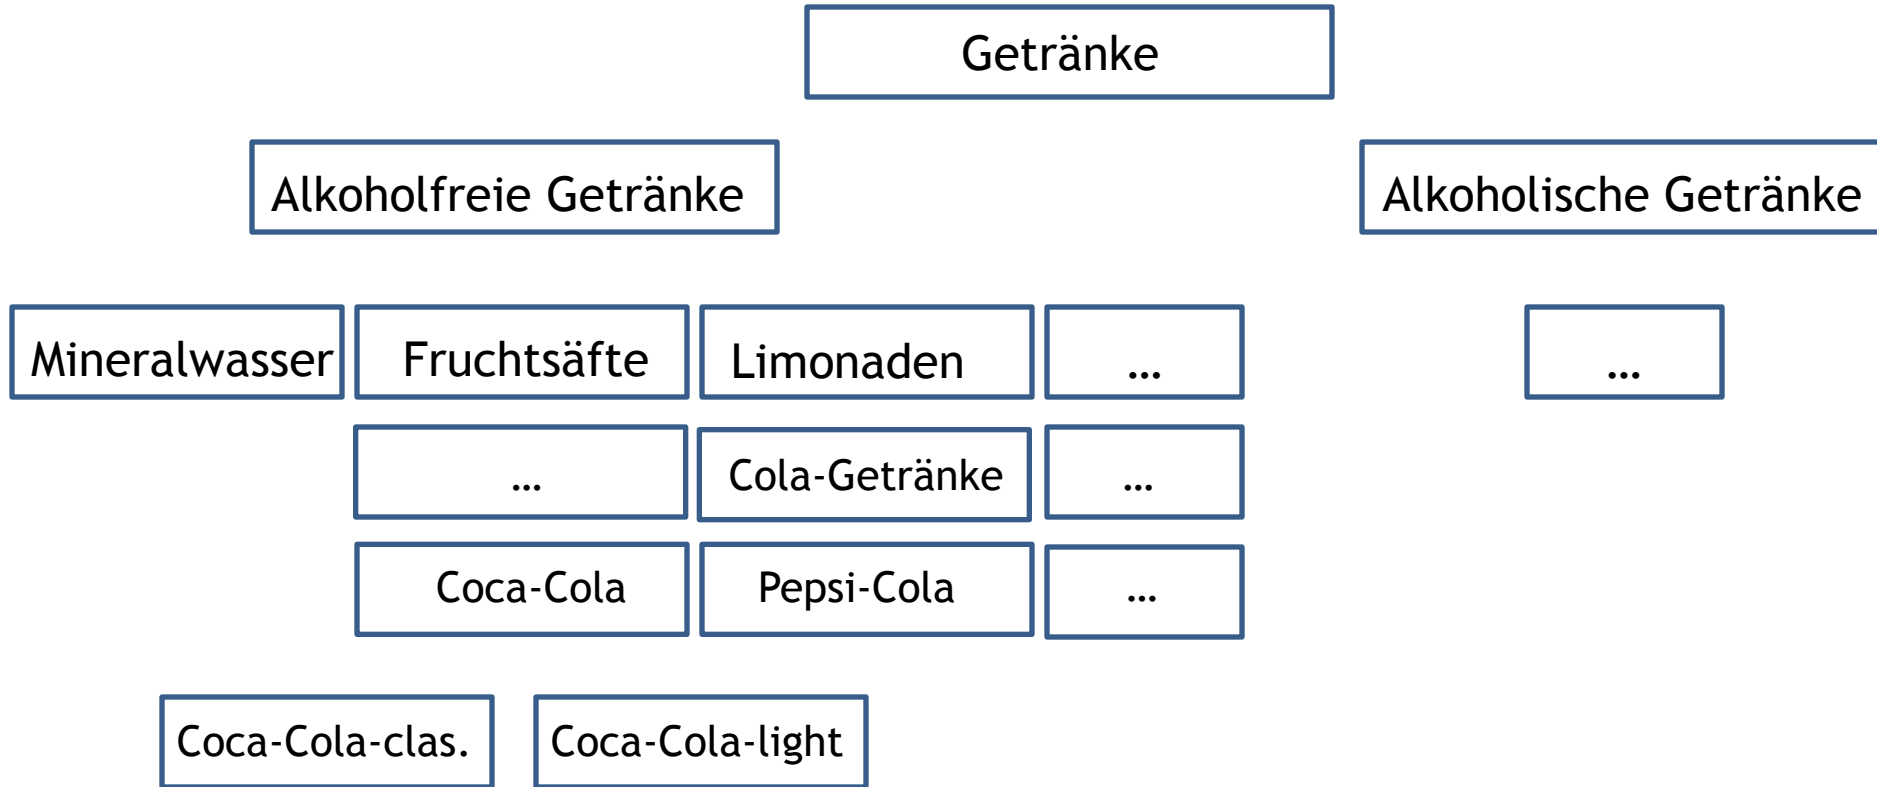 Getränke
Alkoholfreie Getränke
Alkoholische Getränke
Mineralwasser
Fruchtsäfte
Limonaden
...
...
...
Cola-Getränke
...
Coca-Cola
Pepsi-Cola
...
Coca-Cola-clas.
Coca-Cola-light